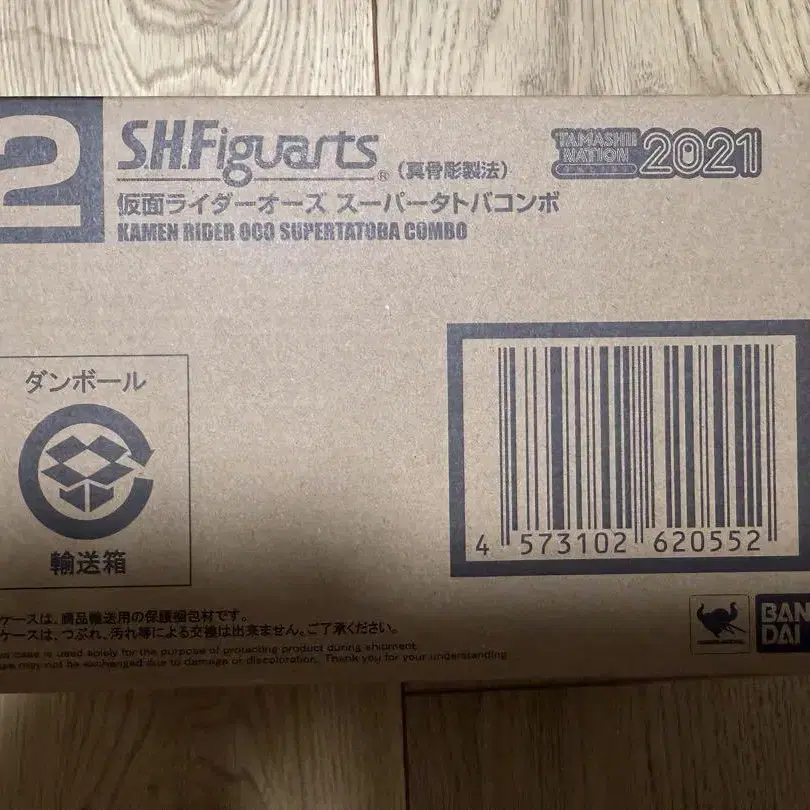 2
S.H.Figuarts ® (真骨彫製法)
TAMASHII
NATION
2021
仮面ライダーオーズ スーパータトバコンボ
KAMEN RIDER OOO SUPERTATOBA COMBO
ダンボール
輸送箱
4 573102 620552
ケースは、商品輸送用の保護梱包材です。
ケースは、つぶれ、汚れ等による交換は出来ません。ご了承ください。
case is used solely for the purpose of protecting product during shipment.
se may not be exchanged due to damage or discoloration. Thank you for your understanding
BAN
DAI